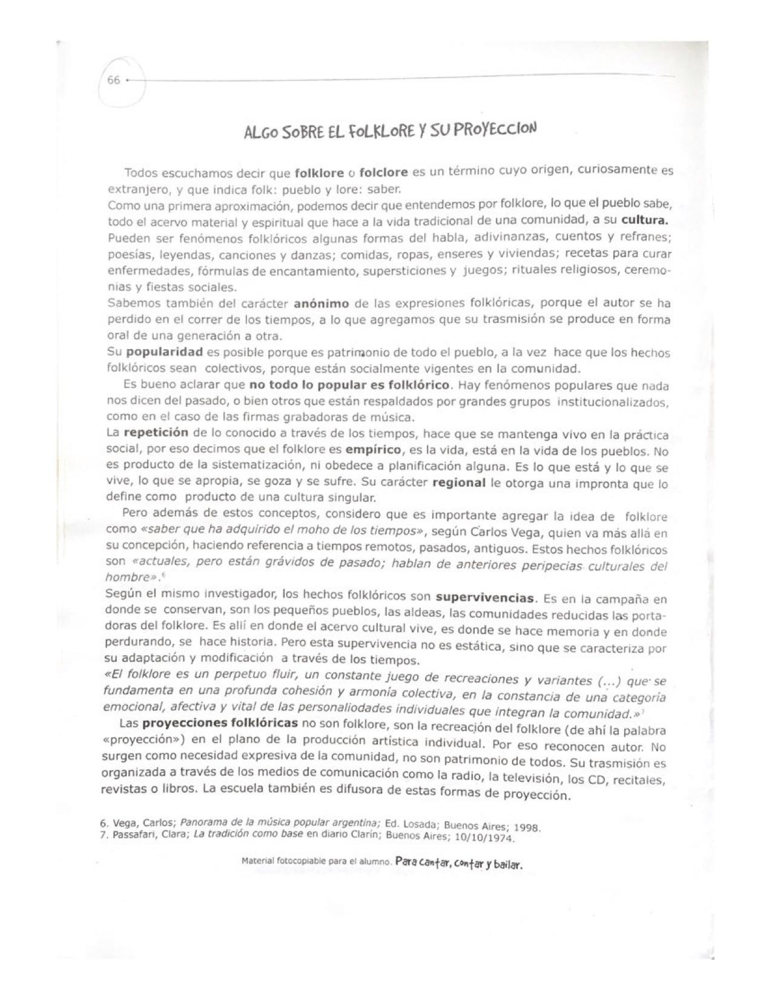 66
ALGO SOBRE EL FOLKLORE Y SU PROYECCION
Todos escuchamos decir que folklore o folclore es un término cuyo origen, curiosamente es
extranjero, y que indica folk: pueblo y lore: saber.
Como una primera aproximación, podemos decir que entendemos por folklore, lo que el pueblo sabe,
todo el acervo material y espiritual que hace a la vida tradicional de una comunidad, a su cultura.
Pueden ser fenómenos folklóricos algunas formas del habla, adivinanzas, cuentos y refranes;
poesías, leyendas, canciones y danzas; comidas, ropas, enseres y viviendas; recetas para curar
enfermedades, fórmulas de encantamiento, supersticiones y juegos; rituales religiosos, ceremo-
nias y fiestas sociales.
Sabemos también del carácter anónimo de las expresiones folklóricas, porque el autor se ha
perdido en el correr de los tiempos, a lo que agregamos que su trasmisión se produce en forma
oral de una generación a otra.
Su popularidad es posible porque es patrimonio de todo el pueblo, a la vez hace que los hechos
folklóricos sean colectivos, porque están socialmente vigentes en la comunidad.
Es bueno aclarar que no todo lo popular es folklórico. Hay fenómenos populares que nada
nos dicen del pasado, o bien otros que están respaldados por grandes grupos institucionalizados,
como en el caso de las firmas grabadoras de música.
La repetición de lo conocido a través de los tiempos, hace que se mantenga vivo en la práctica
social, por eso decimos que el folklore es empírico, es la vida, está en la vida de los pueblos. No
es producto de la sistematización, ni obedece a planificación alguna. Es lo que está y lo que se
vive, lo que se apropia, se goza y se sufre. Su carácter regional le otorga una impronta que lo
define como producto de una cultura singular.
Pero además de estos conceptos, considero que es importante agregar la idea de folklore
como «saber que ha adquirido el moho de los tiempos», según Carlos Vega, quien va más allá en
su concepción, haciendo referencia a tiempos remotos, pasados, antiguos. Estos hechos folklóricos
son «actuales, pero están grávidos de pasado; hablan de anteriores peripecias culturales del
hombre».6
Según el mismo investigador, los hechos folklóricos son supervivencias. Es en la campaña en
donde se conservan, son los pequeños pueblos, las aldeas, las comunidades reducidas las porta-
doras del folklore. Es allí en donde el acervo cultural vive, es donde se hace memoria y en donde
perdurando, se hace historia. Pero esta supervivencia no es estática, sino que se caracteriza por
su adaptación y modificación a través de los tiempos.
«El folklore es un perpetuo fluir, un constante juego de recreaciones y variantes (...) que se
fundamenta en una profunda cohesión y armonía colectiva, en la constancia de una categoría
emocional, afectiva y vital de las personaliodades individuales que integran la comunidad.»7
Las proyecciones folklóricas no son folklore, son la recreación del folklore (de ahí la palabra
«proyección») en el plano de la producción artística individual. Por eso reconocen autor. No
surgen como necesidad expresiva de la comunidad, no son patrimonio de todos. Su trasmisión es
organizada a través de los medios de comunicación como la radio, la televisión, los CD, recitales,
revistas o libros. La escuela también es difusora de estas formas de proyección.
6. Vega, Carlos; Panorama de la música popular argentina; Ed. Losada; Buenos Aires; 1998.
7. Passafari, Clara; La tradición como base en diario Clarín; Buenos Aires; 10/10/1974.
Material fotocopiable para el alumno. Para cantar, contar y bailar.